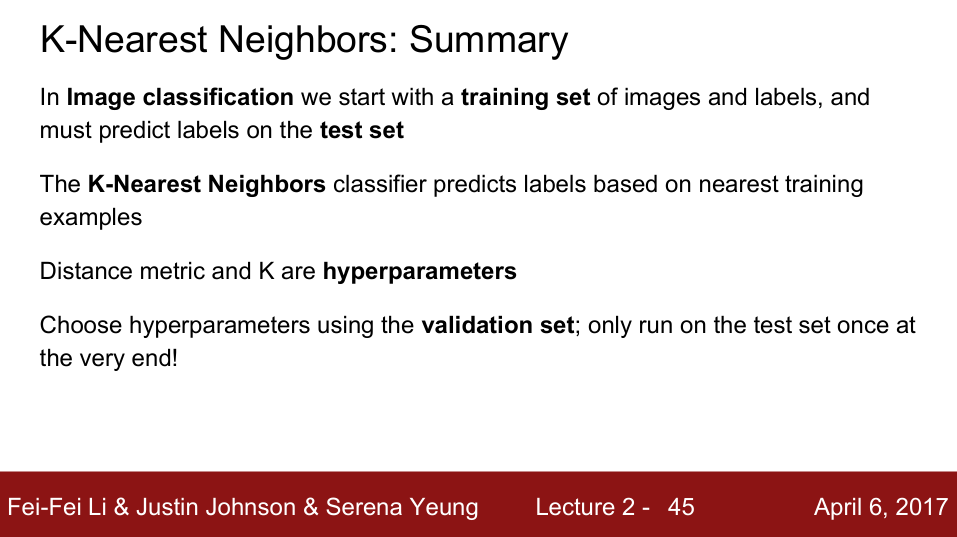 K-Nearest Neighbors: Summary
In Image classification we start with a training set of images and labels, and
must predict labels on the test set
The K-Nearest Neighbors classifier predicts labels based on nearest training
examples
Distance metric and K are hyperparameters
Choose hyperparameters using the validation set; only run on the test set once at
the very end!
Fei-Fei Li & Justin Johnson & Serena Yeung Lecture 2 - 45 April 6, 2017